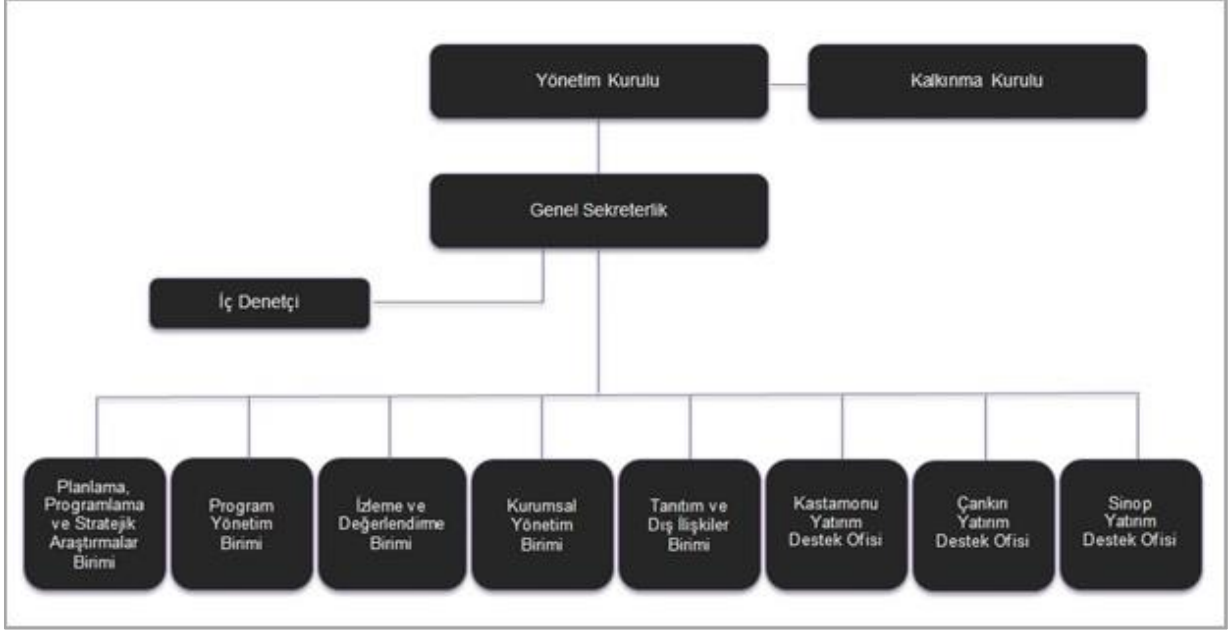 Yönetim Kurulu
Kalkınma Kurulu
Genel Sekreterlik
İç Denetçi
Planlama,
Programlama
ve Stratejik
Araştırmalar
Birimi
Program
Yönetim
Birimi
İzleme ve
Değerlendirme
Birimi
Kurumsal
Yönetim
Birimi
Tanıtım ve
Dış İlişkiler
Birimi
Kastamonu
Yatırım
Destek Ofisi
Çankırı
Yatırım
Destek Ofisi
Sinop
Yatırım
Destek Ofisi